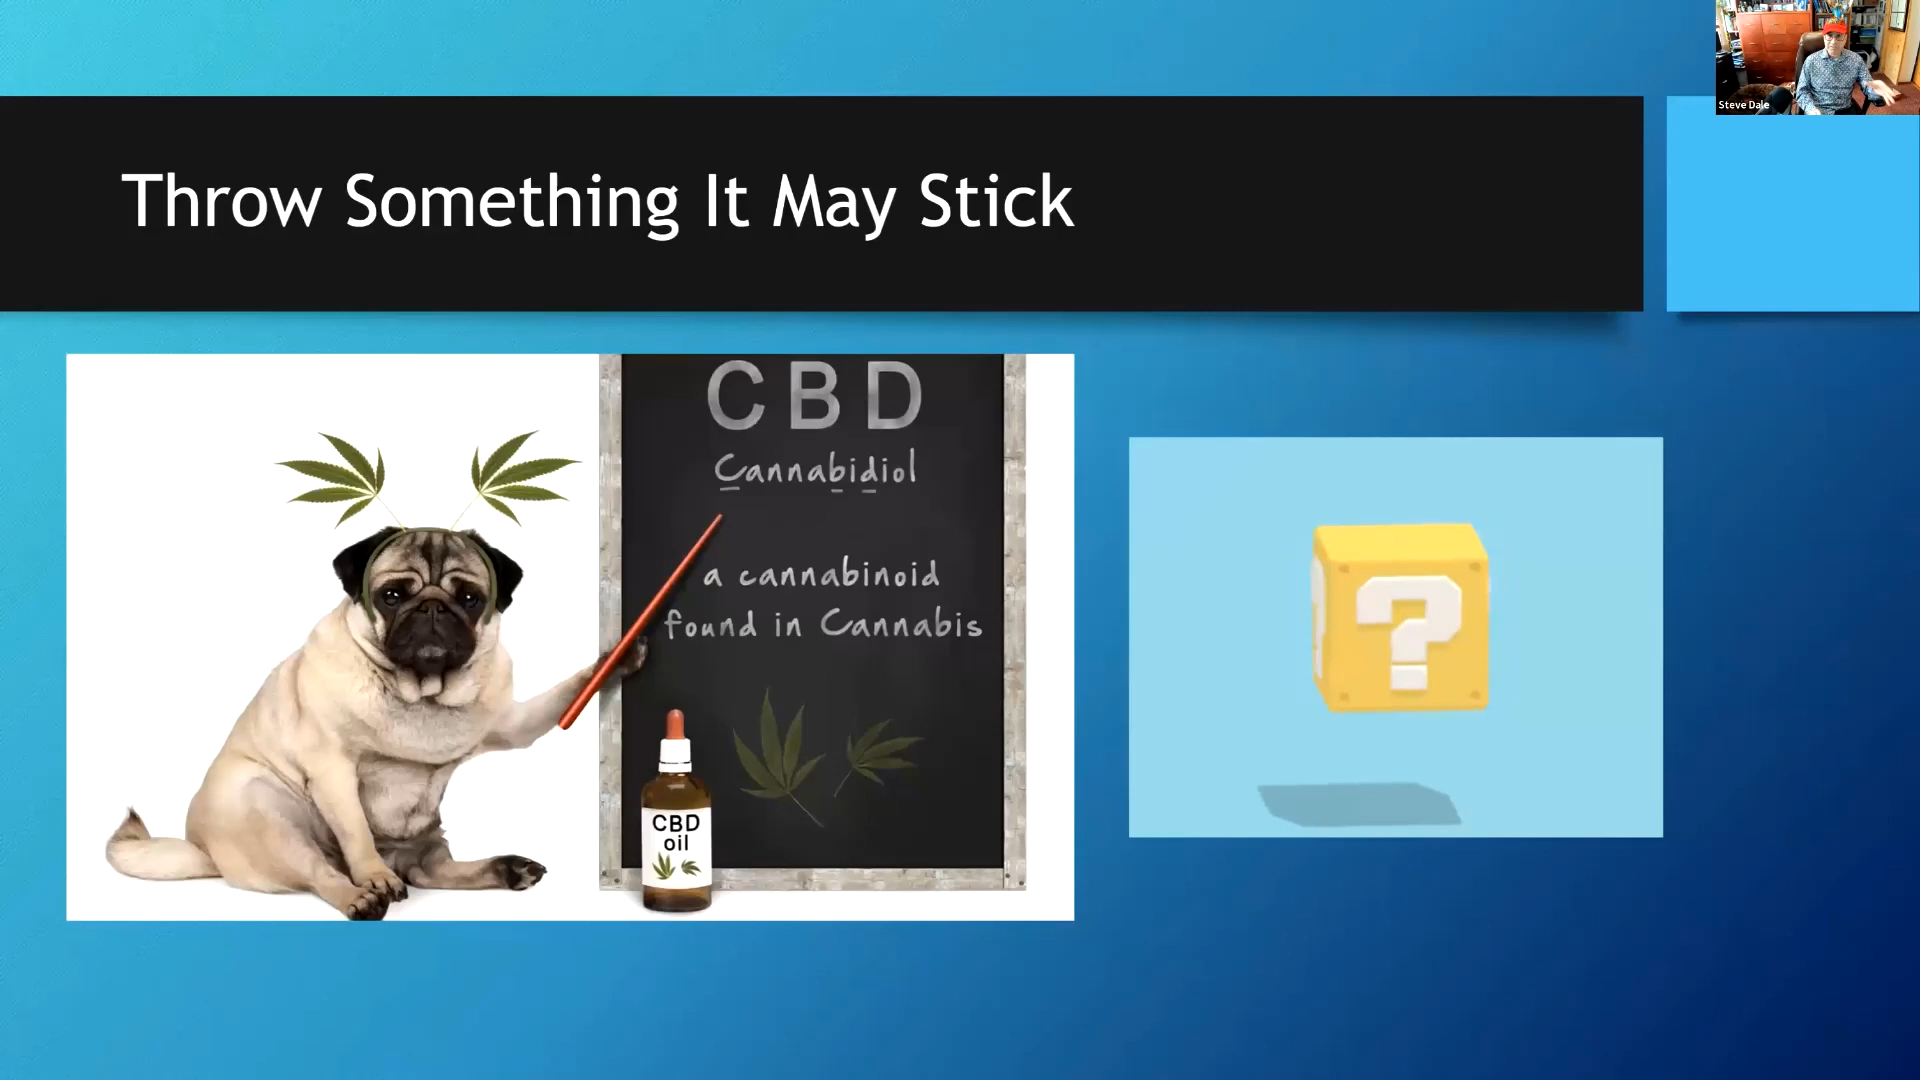 Steve Dale
Throw Something It May Stick
CBD
Cannabidiol
a cannabinoid
found in Cannabis
CBD
oil
?